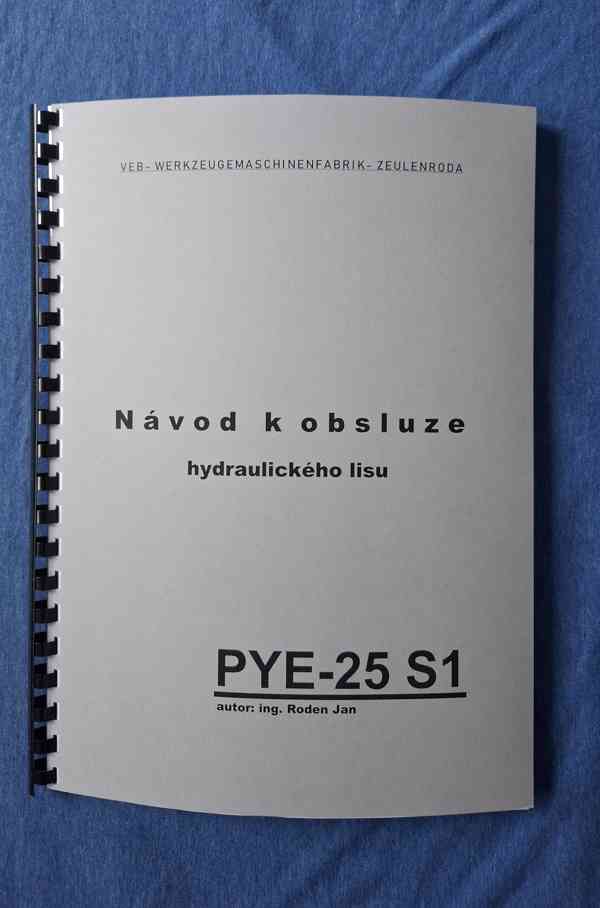 VEB- WERKZEUGEMASCHINENFABRIK- ZEULENRODA
Návod k obsluze
hydraulického lisu
PYE-25 S1
autor: ing. Roden Jan